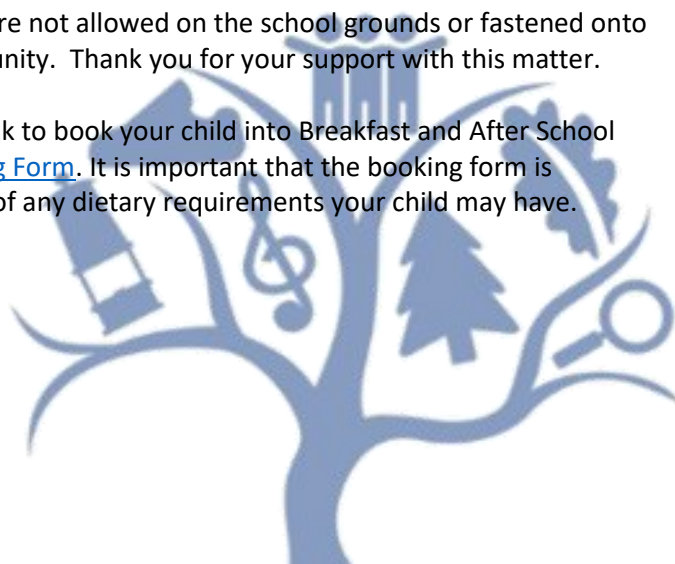 re not allowed on the school grounds or fastened onto
unity.  Thank you for your support with this matter.
k to book your child into Breakfast and After School
g Form. It is important that the booking form is
of any dietary requirements your child may have.